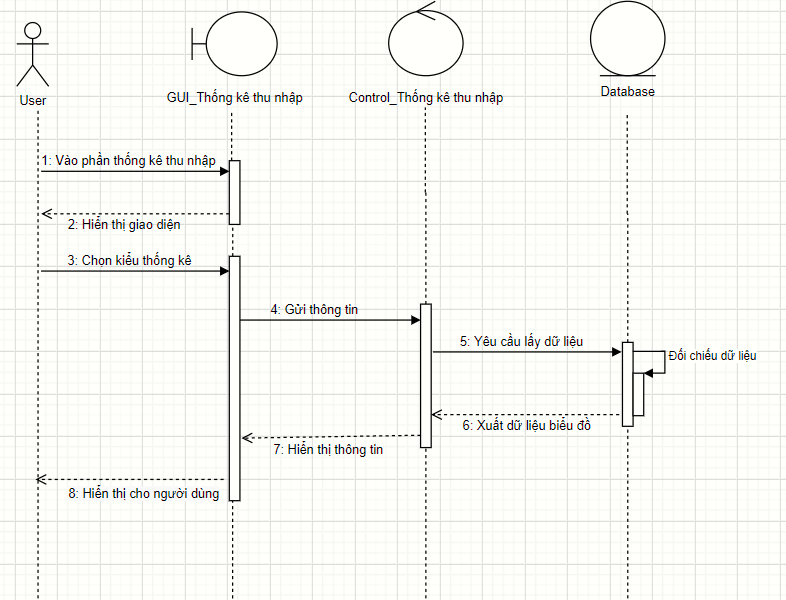 User
GUI_Thống kê thu nhập
Control_Thống kê thu nhập
Database
1: Vào phần thống kê thu nhập
2: Hiển thị giao diện
3: Chọn kiểu thống kê
4: Gửi thông tin
5: Yêu cầu lấy dữ liệu
Đối chiếu dữ liệu
6: Xuất dữ liệu biểu đồ
7: Hiển thị thông tin
8: Hiển thị cho người dùng